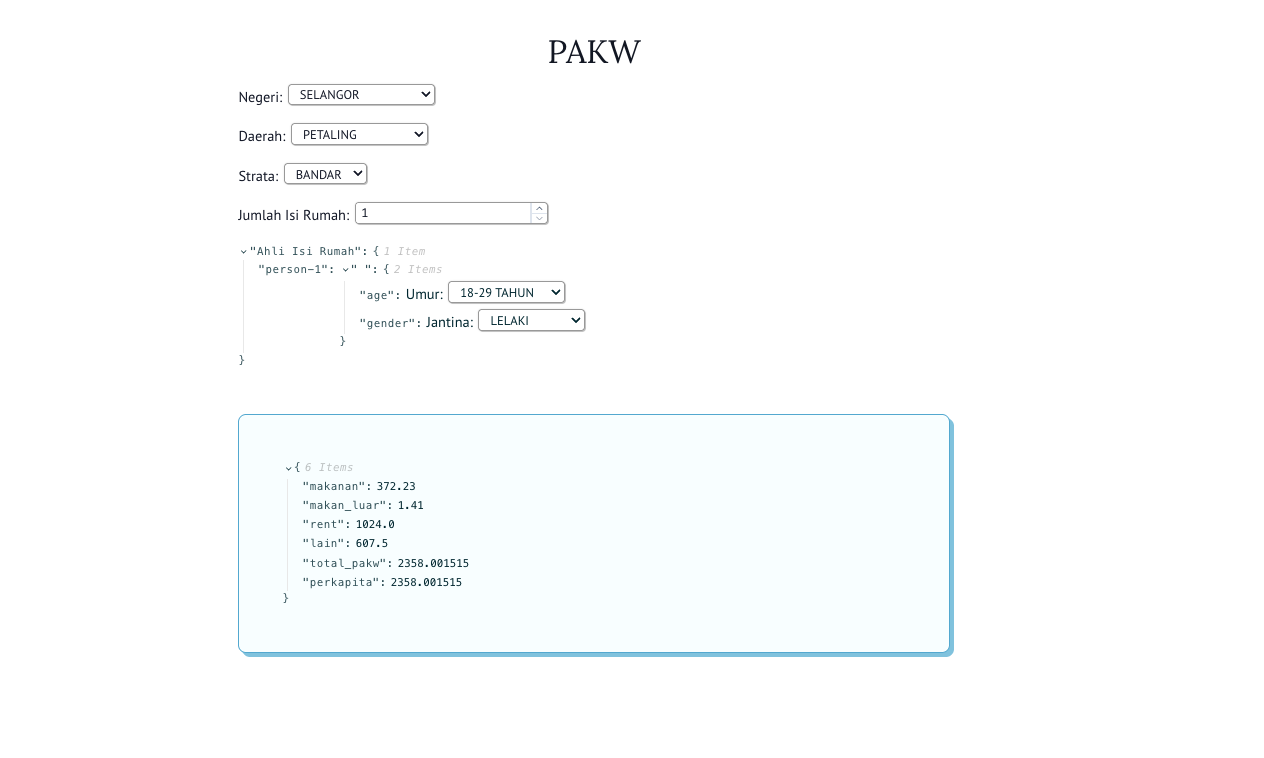 PAKW
Negeri: SELANGOR
Daerah: PETALING
Strata: BANDAR
Jumlah Isi Rumah: 1
"Ahli Isi Rumah": { 1 Item
"person-1": " ": { 2 Items
"age": Umur: 18-29 TAHUN
"gender": Jantina: LELAKI
}
}
{ 6 Items
"makanan": 372.23
"makan_luar": 1.41
"rent": 1024.0
"lain": 607.5
"total_pakw": 2358.001515
"perkapita": 2358.001515
}